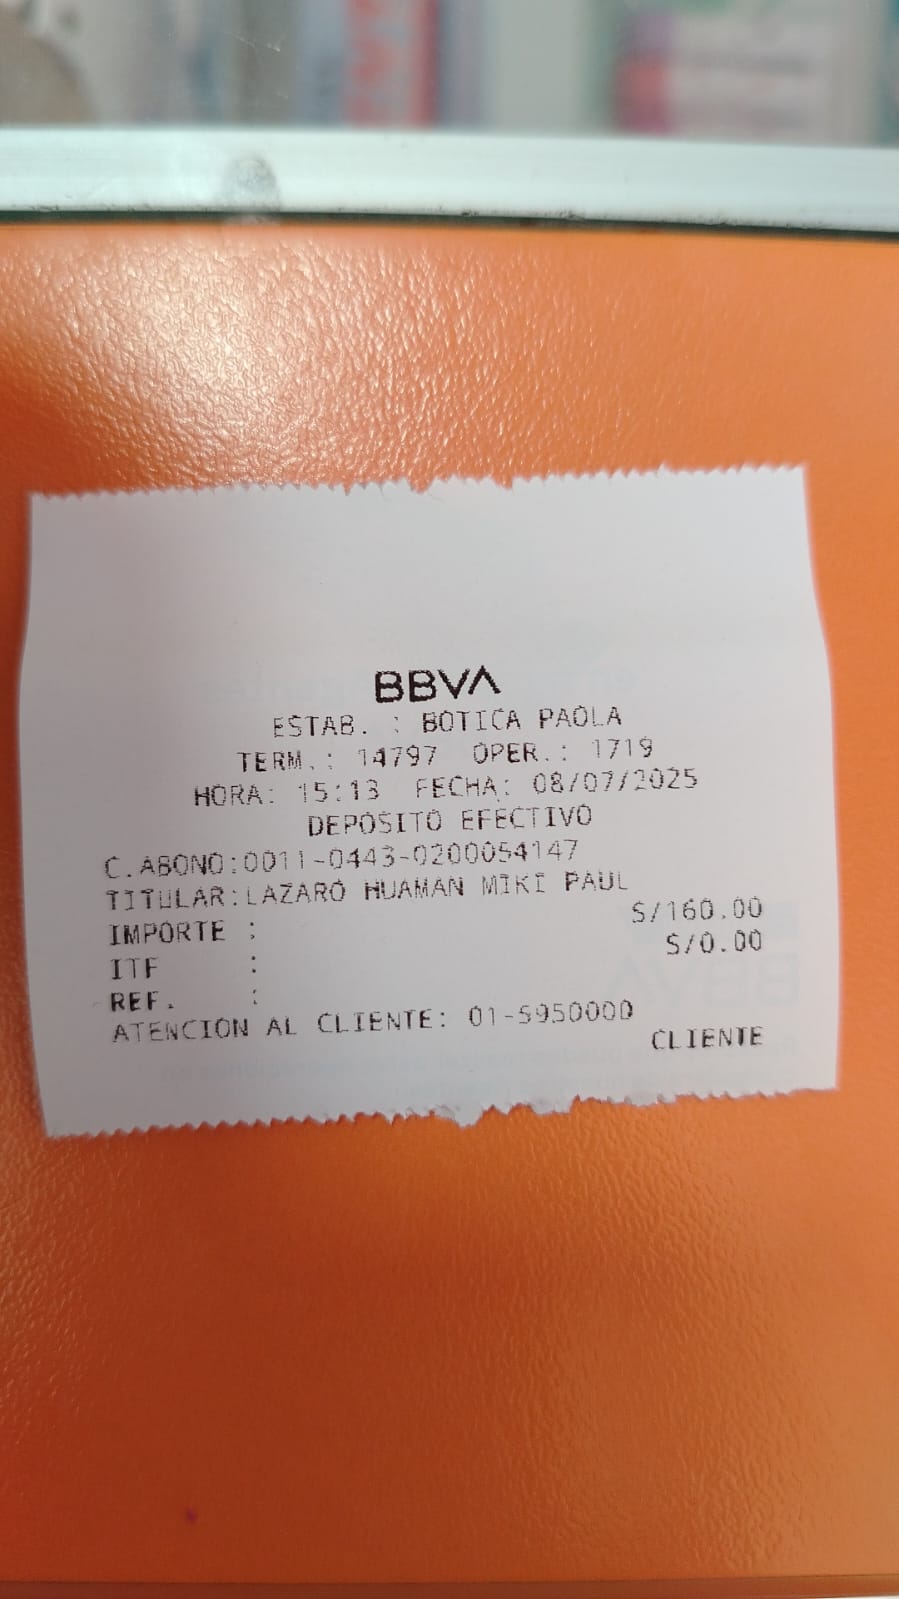 BBVA
ESTAB. : BOTICA PAOLA
TERM.: 14797 OPER.: 1719
HORA: 15:13 FECHA: 08/07/2025
DEPOSITO EFECTIVO
C.ABONO:0011-0443-0200054147
TITULAR:LAZARO HUAMAN MIKI PAUL
IMPORTE : S/160.00
ITF : S/0.00
REF. :
ATENCION AL CLIENTE: 01-5950000
CLIENTE